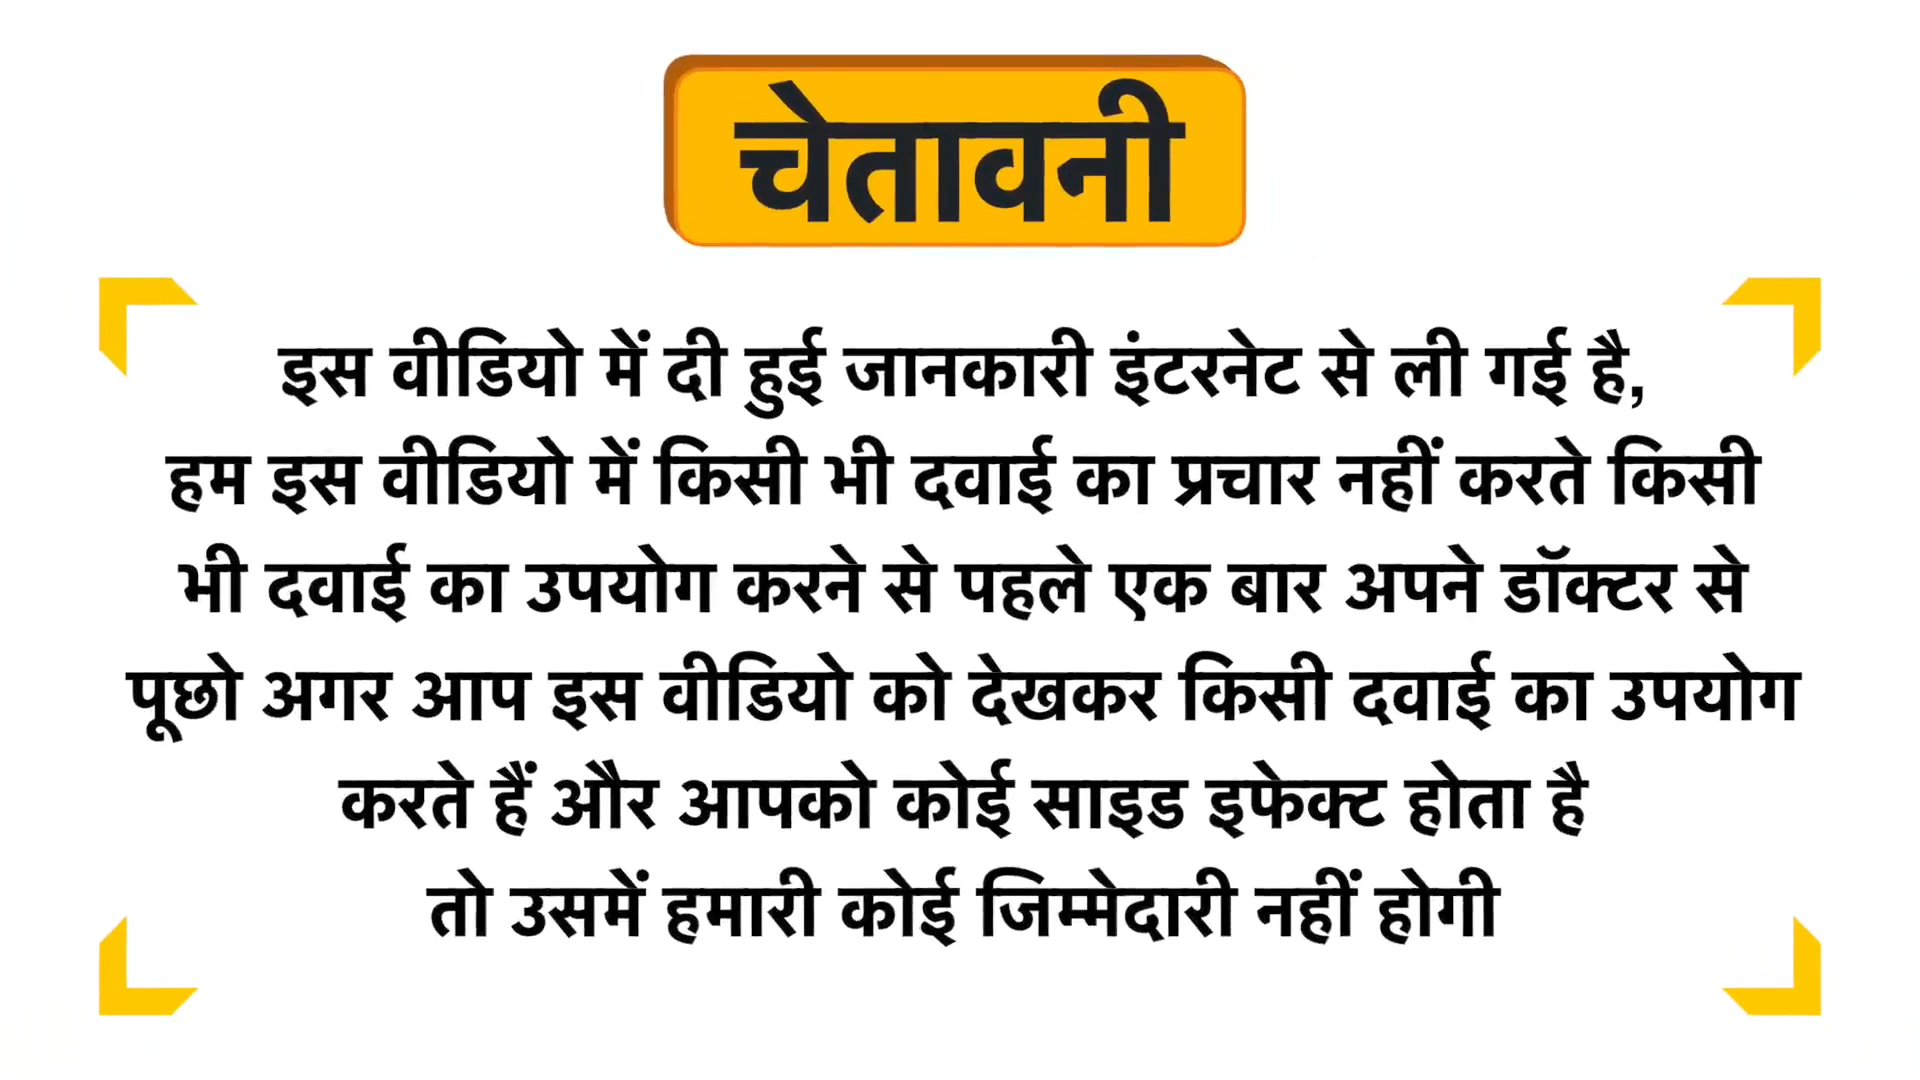 चेतावनी
इस वीडियो में दी हुई जानकारी इंटरनेट से ली गई है,
हम इस वीडियो में किसी भी दवाई का प्रचार नहीं करते किसी
भी दवाई का उपयोग करने से पहले एक बार अपने डॉक्टर से
पूछो अगर आप इस वीडियो को देखकर किसी दवाई का उपयोग
करते हैं और आपको कोई साइड इफेक्ट होता है
तो उसमें हमारी कोई जिम्मेदारी नहीं होगी